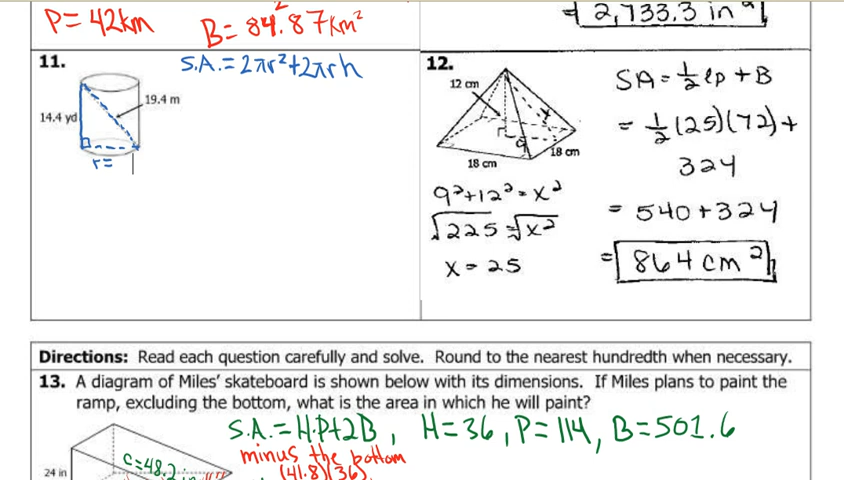 P = 42km
B = 84.87km²
= 2,733.3 in²
11.
S.A. = 2πr² + 2πrh
19.4 m
14.4 yd
r =
12.
12 cm
x
9
18 cm
18 cm
9² + 12² = x²
√225 = √x²
x = 25
SA = ½ lp + B
= ½ (25)(72) +
324
= 540 + 324
= 864 cm²
Directions: Read each question carefully and solve. Round to the nearest hundredth when necessary.
13. A diagram of Miles' skateboard is shown below with its dimensions. If Miles plans to paint the
ramp, excluding the bottom, what is the area in which he will paint?
S.A. = H·P + 2B, H = 36, P = 114, B = 501.6
minus the bottom
(41.8)(36)
c = 48.2
24 in